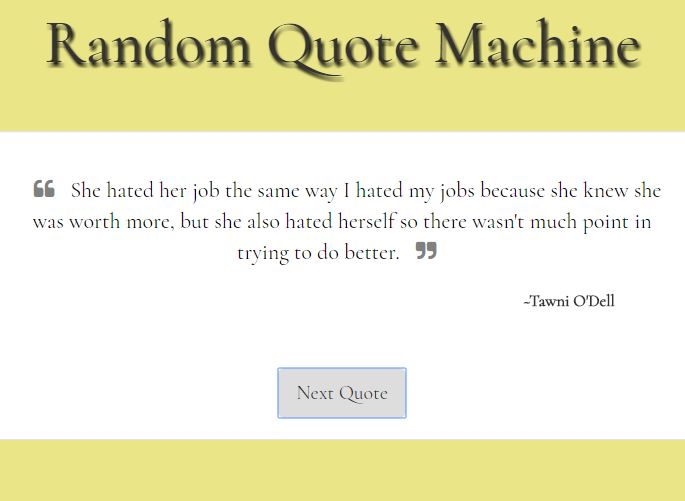 Random Quote Machine
“ She hated her job the same way I hated my jobs because she knew she
was worth more, but she also hated herself so there wasn't much point in
trying to do better. ”
~Tawni O'Dell
Next Quote